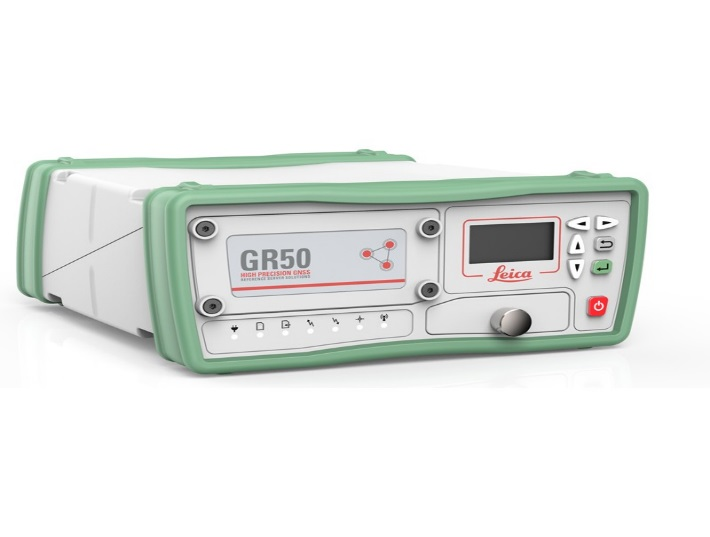 GR50
HIGH PRECISION GNSS
REFERENCE SERVER SOLUTIONS
Leica